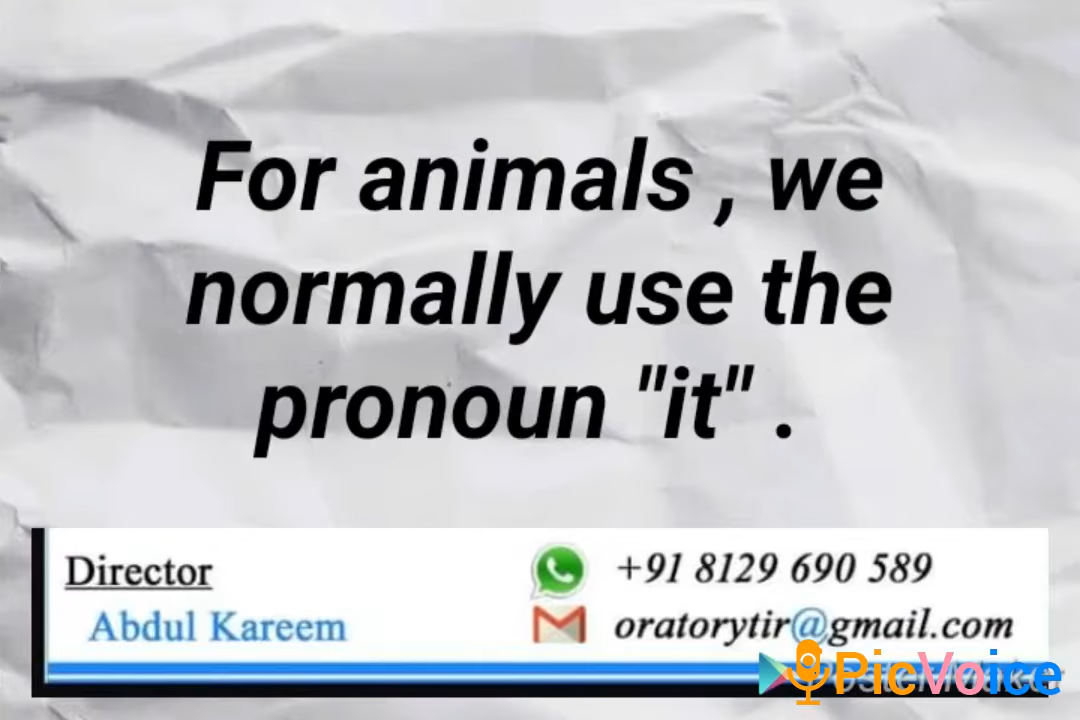 For animals , we
normally use the
pronoun "it" .
Director
Abdul Kareem
+91 8129 690 589
oratorytir@gmail.com
PicVoice